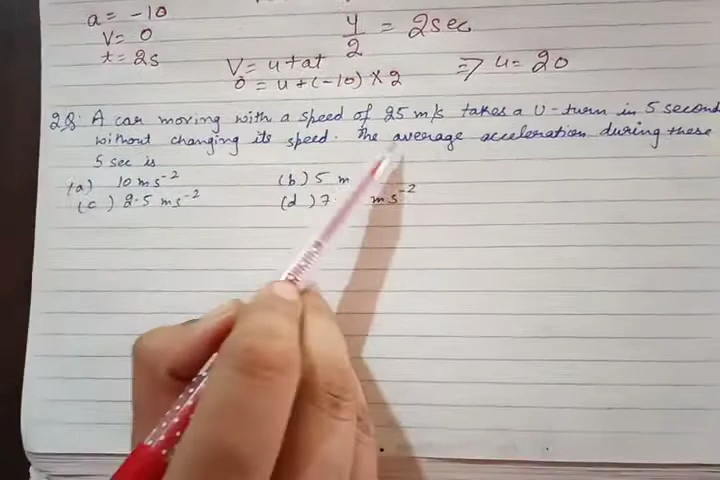 a = -10
V = 0
t = 2s
4/2 = 2sec
V = u + at
0 = u + (-10) × 2 ⇒ u = 20
28. A car moving with a speed of 25 m/s takes a U-turn in 5 second
without changing its speed. The average acceleration during these
5 sec is
(a) 10 ms⁻² (b) 5 m
(c) 2.5 ms⁻² (d) 7. ms⁻²